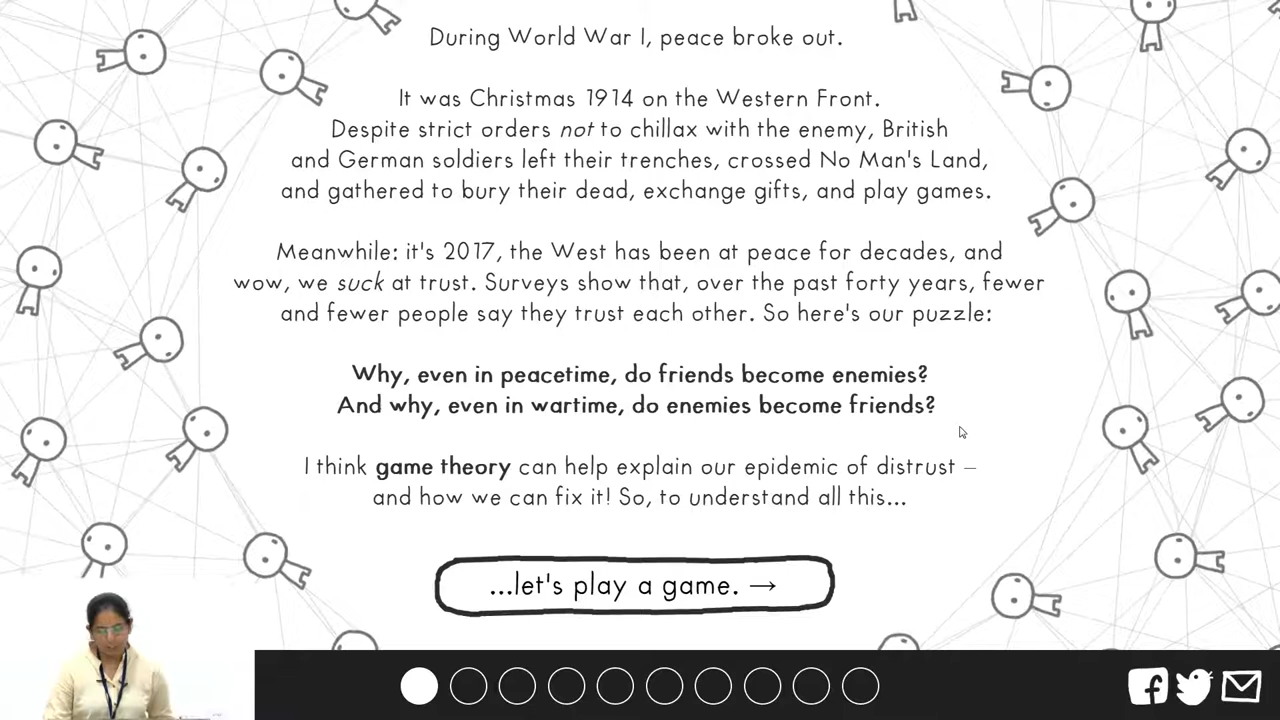 During World War I, peace broke out.
It was Christmas 1914 on the Western Front.
Despite strict orders not to chillax with the enemy, British
and German soldiers left their trenches, crossed No Man's Land,
and gathered to bury their dead, exchange gifts, and play games.
Meanwhile: it's 2017, the West has been at peace for decades, and
wow, we suck at trust. Surveys show that, over the past forty years, fewer
and fewer people say they trust each other. So here's our puzzle:
Why, even in peacetime, do friends become enemies?
And why, even in wartime, do enemies become friends?
I think game theory can help explain our epidemic of distrust –
and how we can fix it! So, to understand all this...
...let's play a game. →